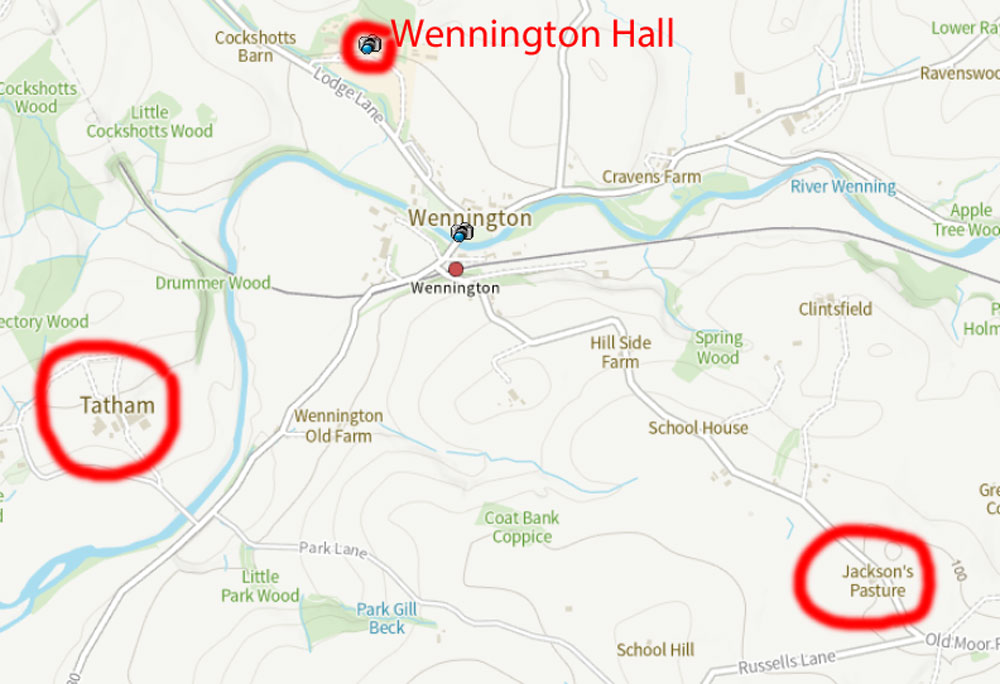 Wennington Hall
Lower Ra
Cockshotts
Barn
Ravenswoo
Lodge Lane
Cockshotts
Wood
Little
Cockshotts Wood
Cravens Farm
River Wenning
Wennington
Apple
Tree Woo
Drummer Wood
Wennington
Clintsfield
ectory Wood
Holm
Hill Side
Farm
Spring
Wood
Tatham
Wennington
Old Farm
School House
Gre
Co
Coat Bank
Coppice
Park Lane
Jackson's
Pasture
100
Little
Park Wood
Park Gill
Beck
School Hill
Old Moor R
Russells Lane
80